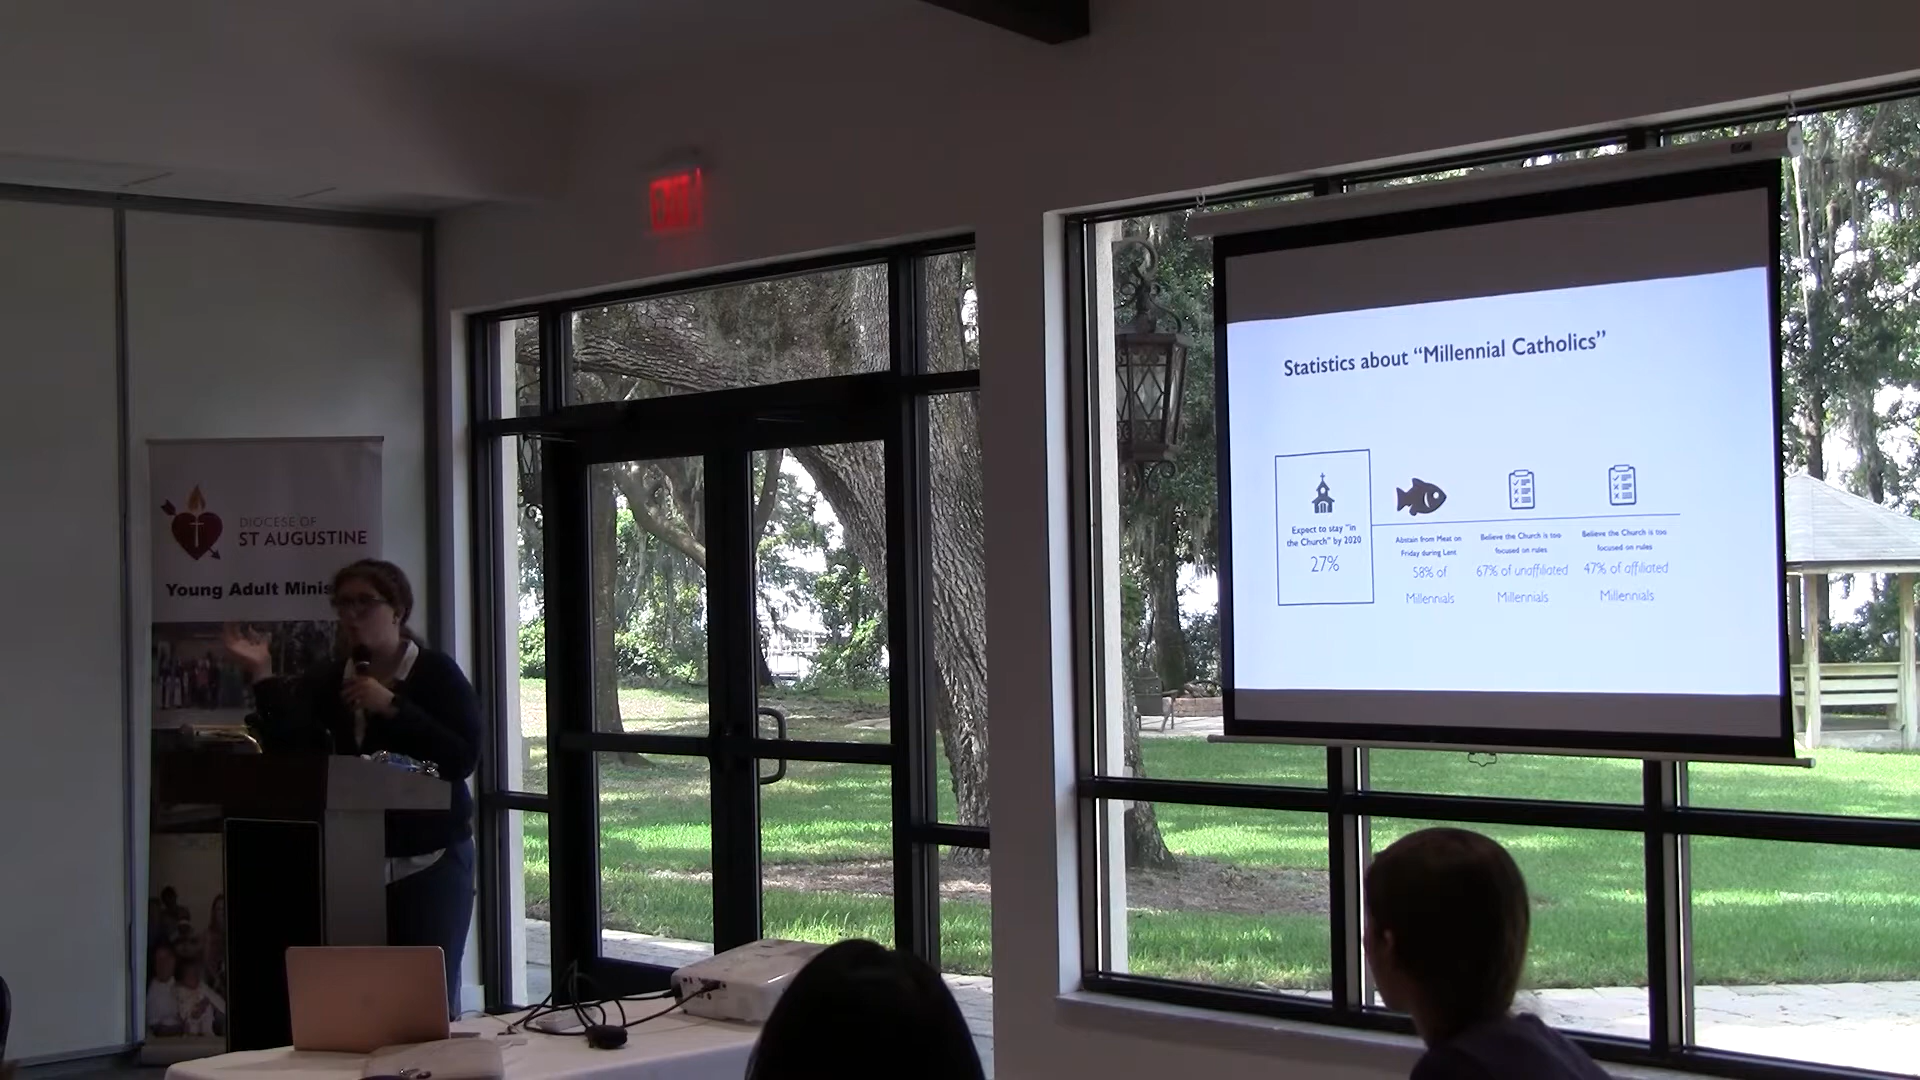 EXIT
DIOCESE OF
ST AUGUSTINE
Young Adult Minis
Statistics about “Millennial Catholics”
Expect to stay “in
the Church” by 2020
27%
Abstain from Meat on
Friday during Lent
58% of
Millennials
Believe the Church is too
focused on rules
67% of unaffiliated
Millennials
Believe the Church is too
focused on rules
47% of affiliated
Millennials